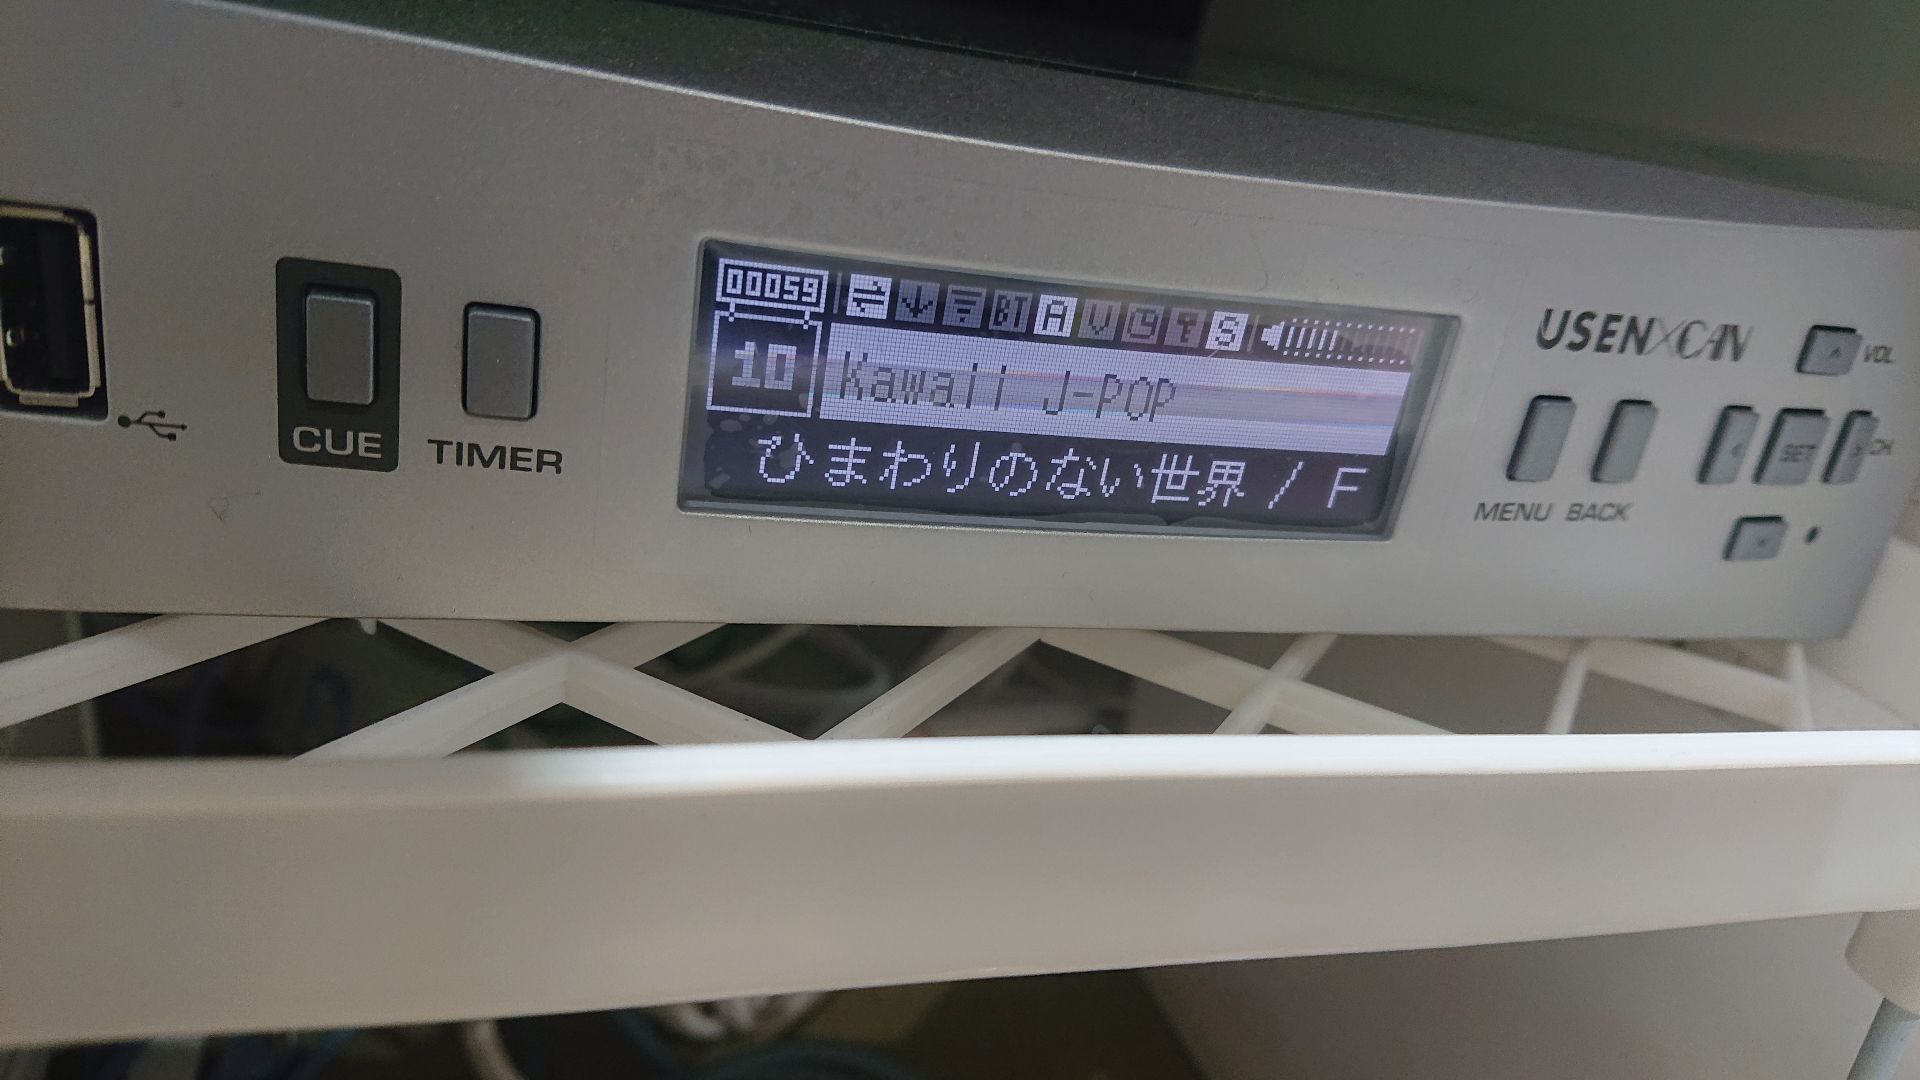 00059
BT A V S
10
Kawaii J-POP
ひまわりのない世界 / F
CUE
TIMER
USEN×CAN
VOL
CH
SET
MENU BACK